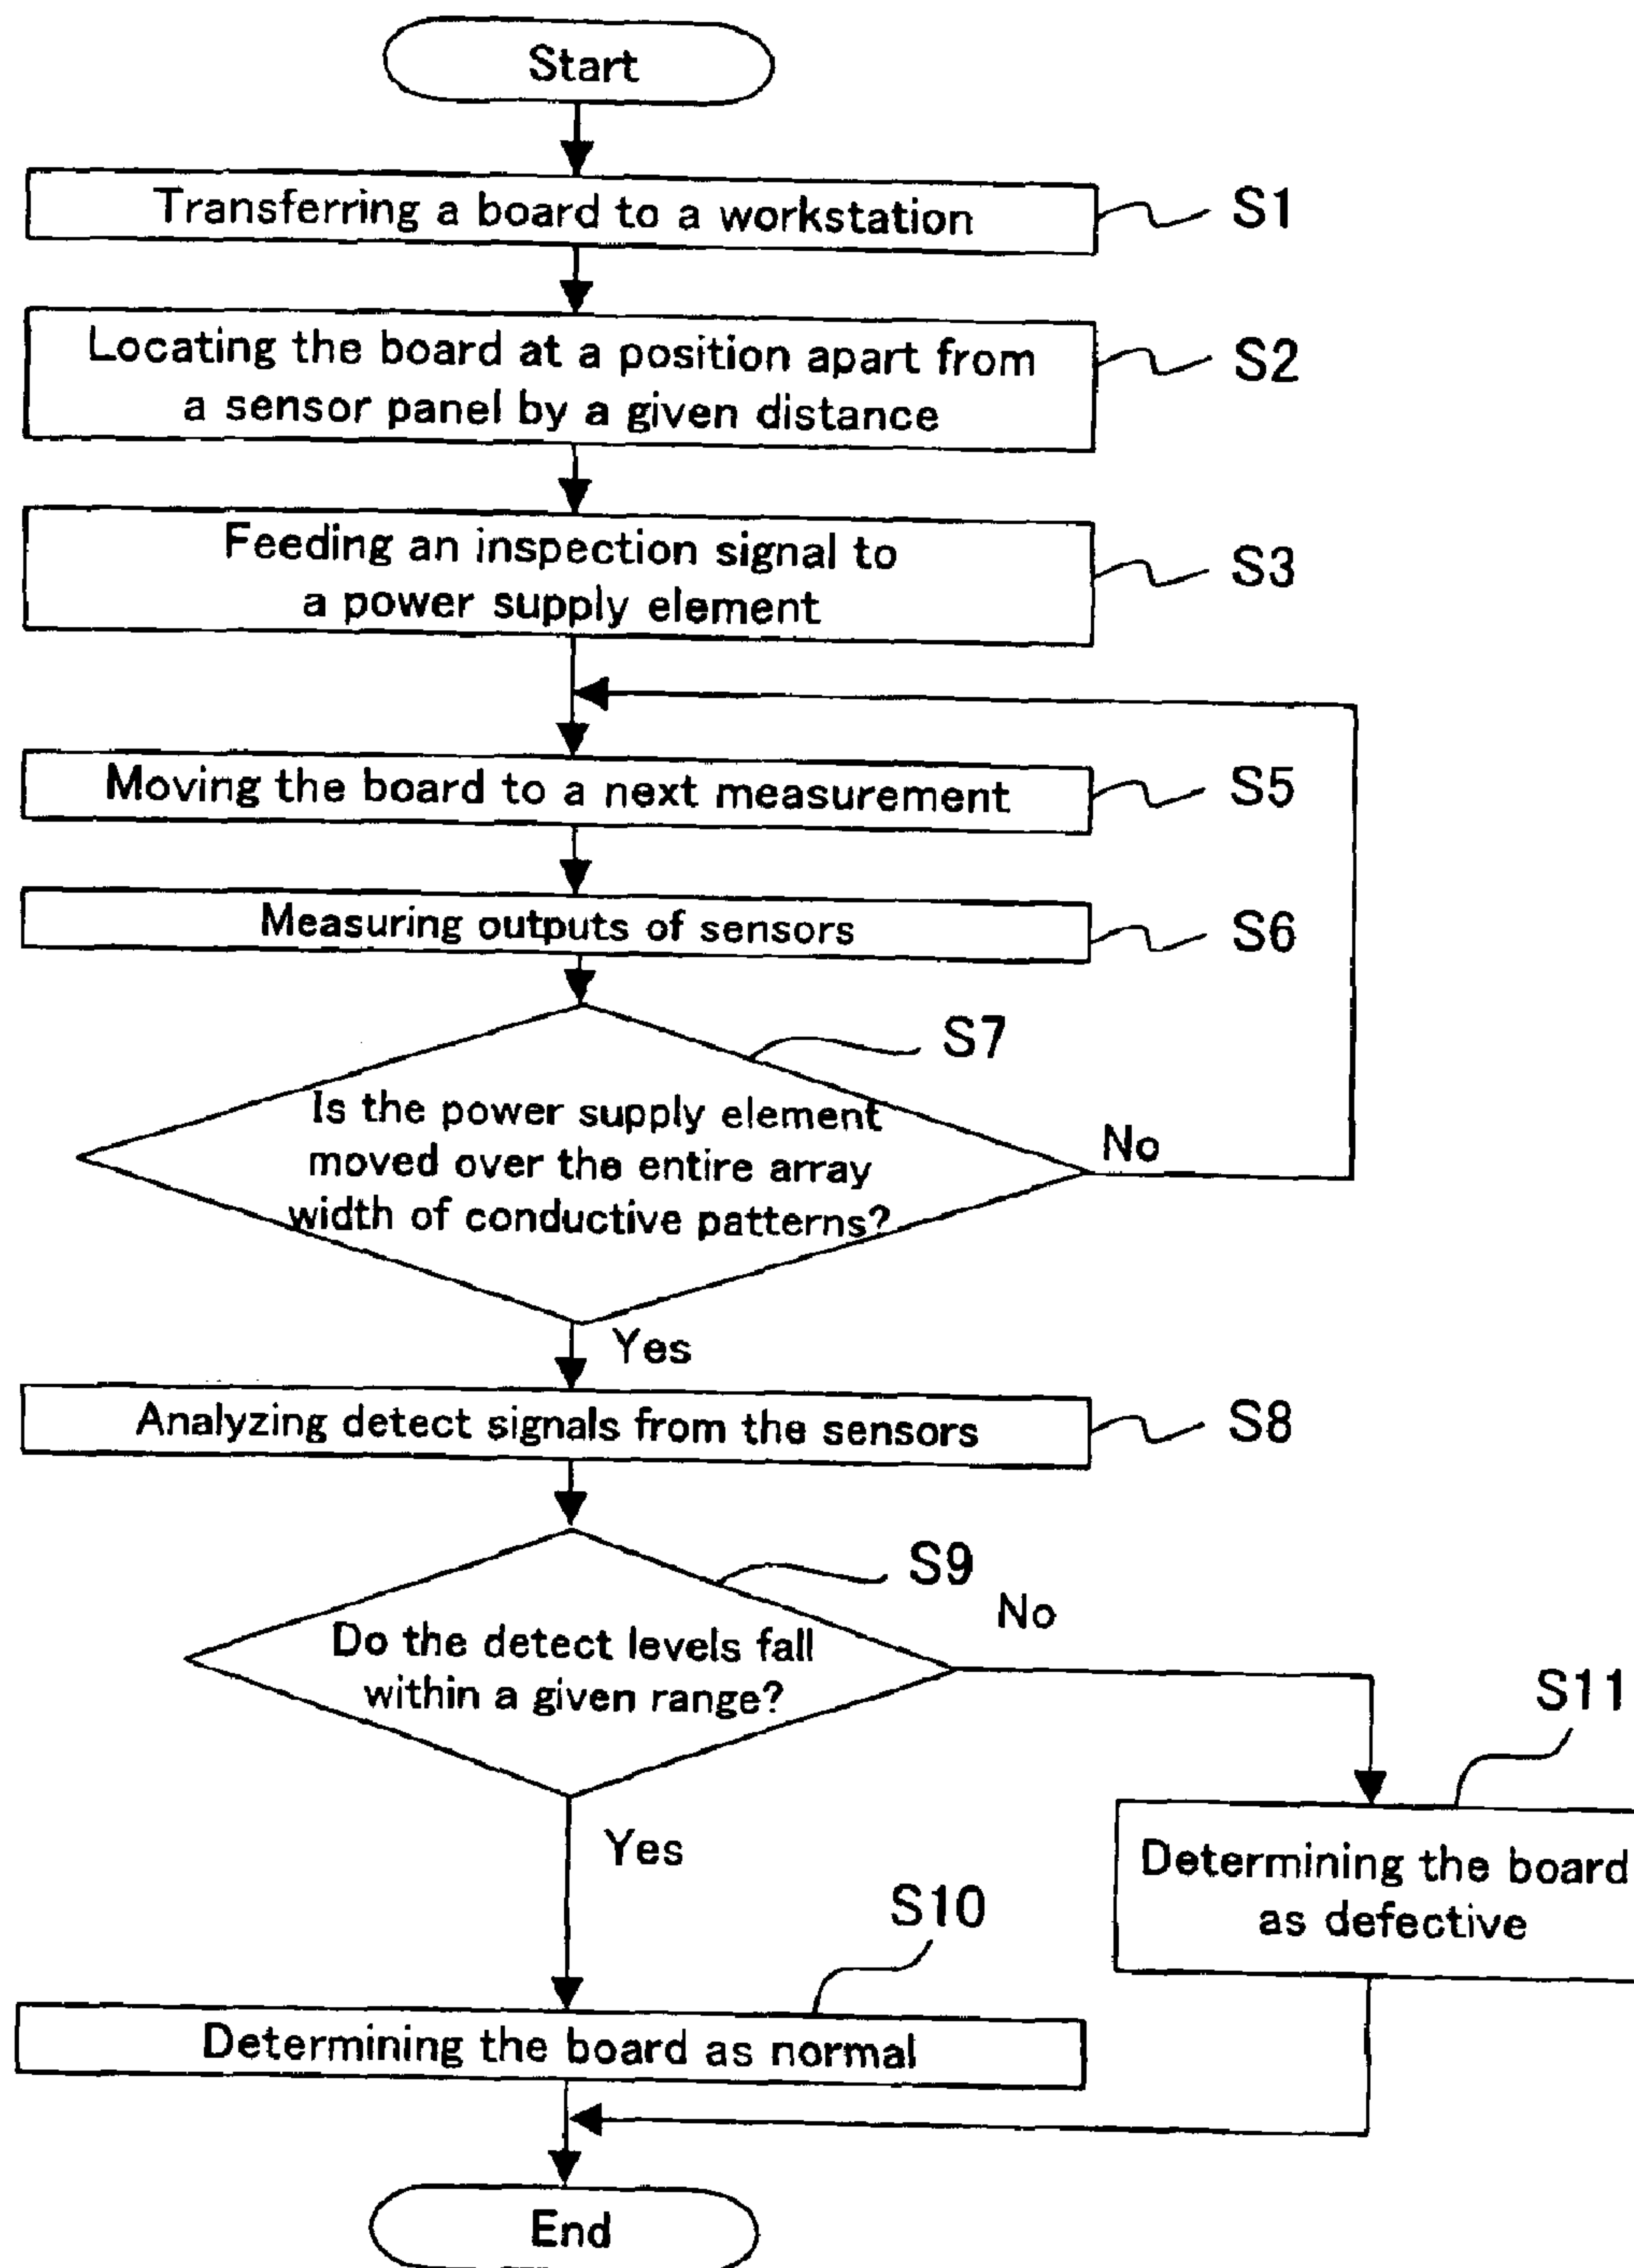 Start
Transferring a board to a workstation
S1
Locating the board at a position apart from
a sensor panel by a given distance
S2
Feeding an inspection signal to
a power supply element
S3
Moving the board to a next measurement
S5
Measuring outputs of sensors
S6
S7
Is the power supply element
moved over the entire array
width of conductive patterns?
No
Yes
Analyzing detect signals from the sensors
S8
S9
No
Do the detect levels fall
within a given range?
S11
Yes
Determining the board
as defective
S10
Determining the board as normal
End